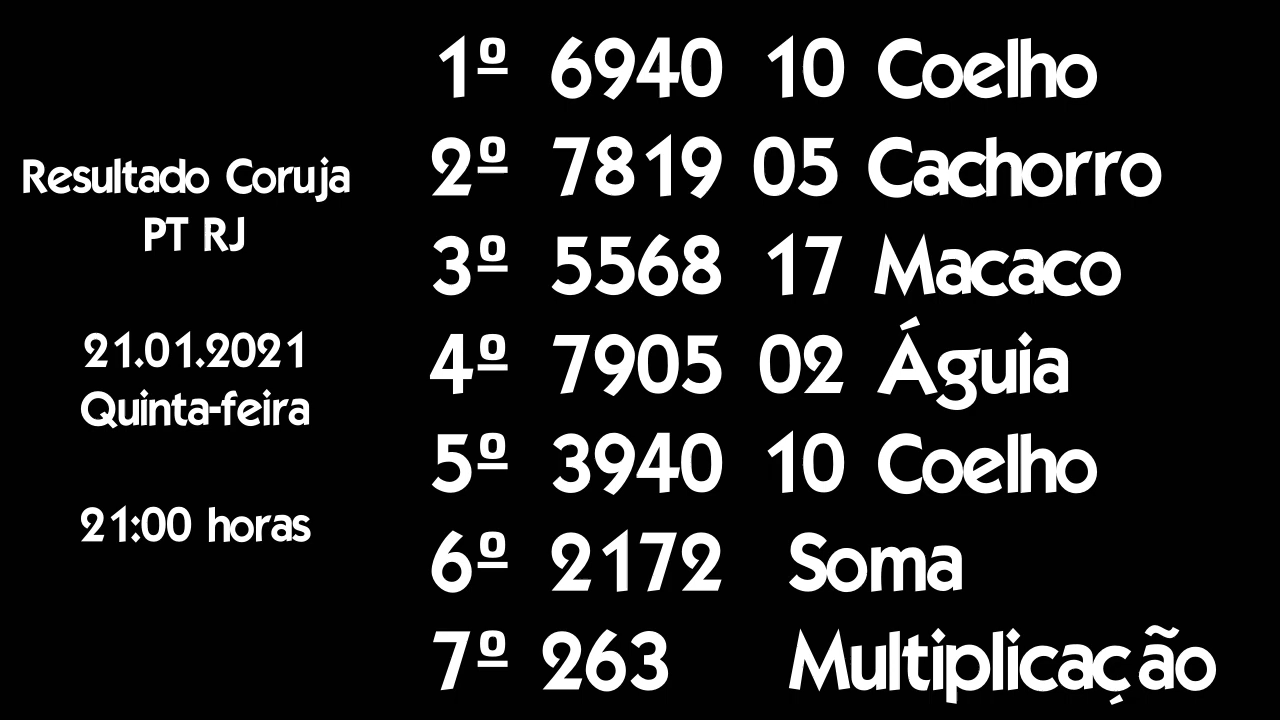 Resultado Coruja
PT RJ
21.01.2021
Quinta-feira
21:00 horas
1º 6940 10 Coelho
2º 7819 05 Cachorro
3º 5568 17 Macaco
4º 7905 02 Águia
5º 3940 10 Coelho
6º 2172 Soma
7º 263 Multiplicação